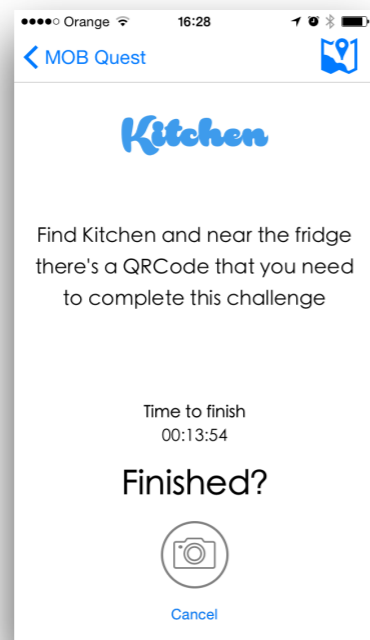 Orange 16:28
MOB Quest
Kitchen
Find Kitchen and near the fridge
there's a QRCode that you need
to complete this challenge
Time to finish
00:13:54
Finished?
Cancel